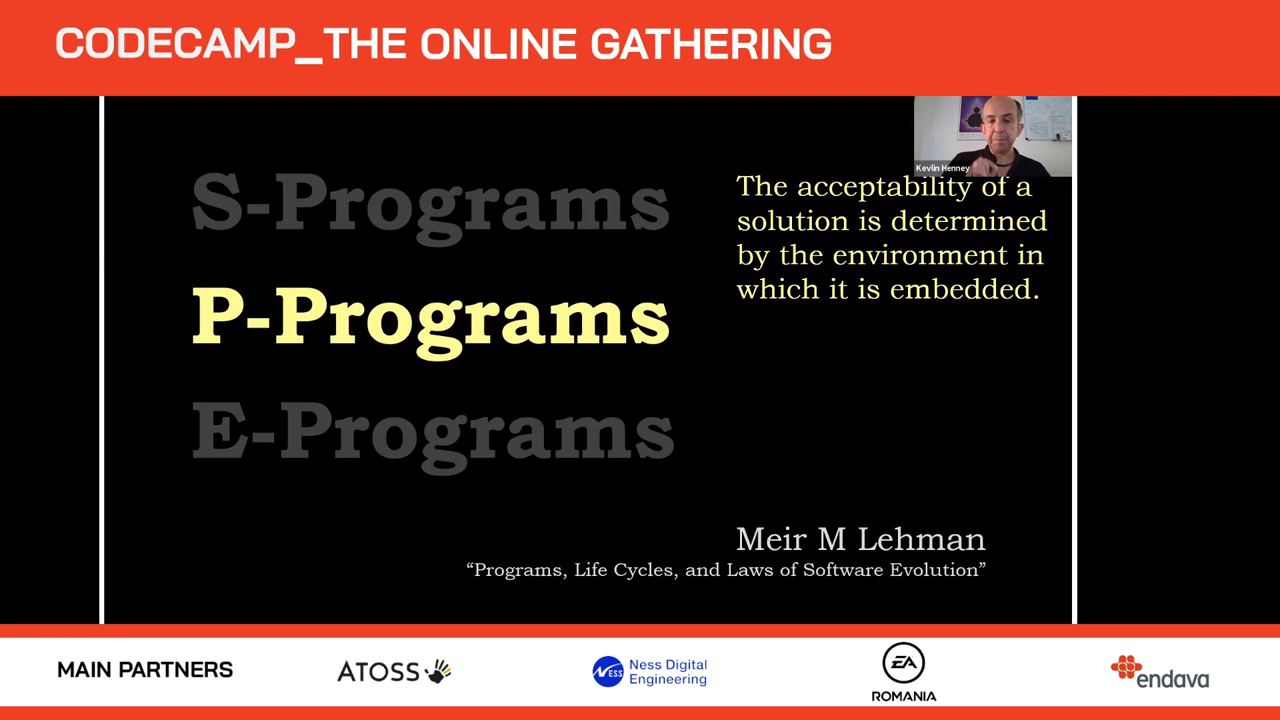 CODECAMP_THE ONLINE GATHERING
Kevlin Henney
S-Programs
P-Programs
E-Programs
The acceptability of a
solution is determined
by the environment in
which it is embedded.
Meir M Lehman
“Programs, Life Cycles, and Laws of Software Evolution”
MAIN PARTNERS
ATOSS
NESS
Ness Digital
Engineering
EA
ROMANIA
endava